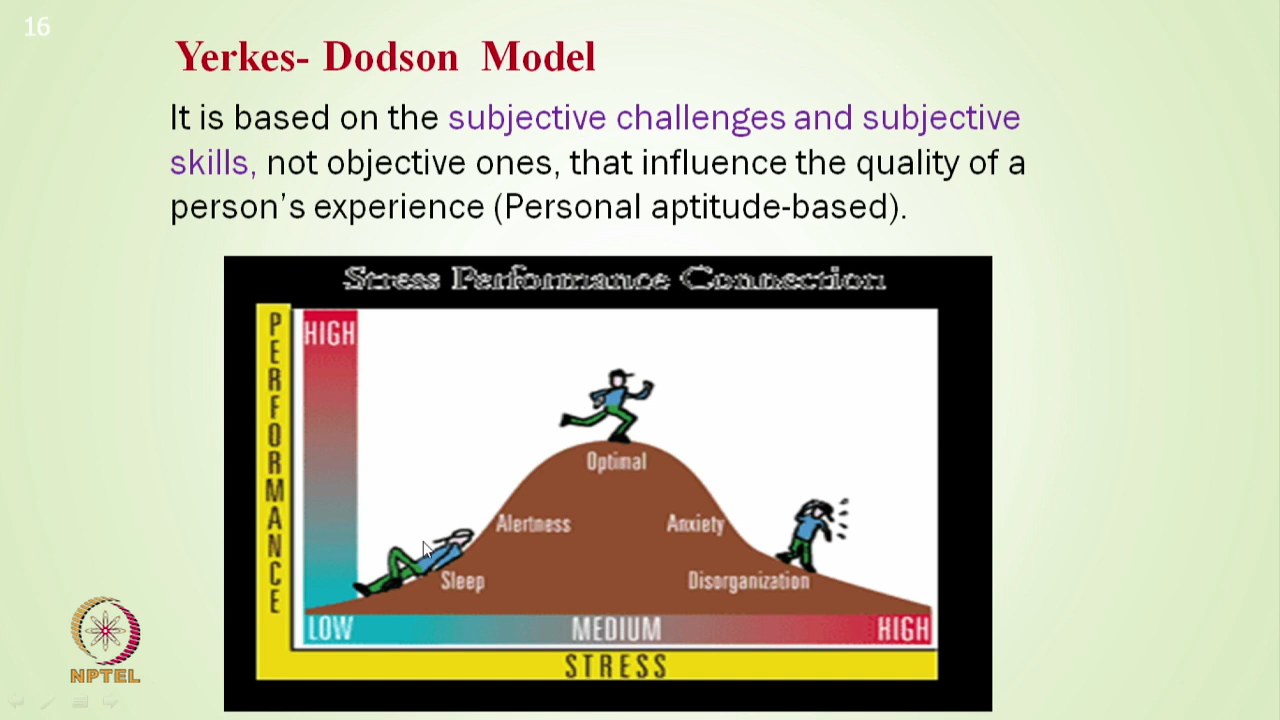 16
Yerkes- Dodson Model
It is based on the subjective challenges and subjective
skills, not objective ones, that influence the quality of a
person's experience (Personal aptitude-based).
Stress Performance Connection
PERFORMANCE
HIGH
Optimal
Alertness
Anxiety
Sleep
Disorganization
LOW
MEDIUM
HIGH
STRESS
NPTEL